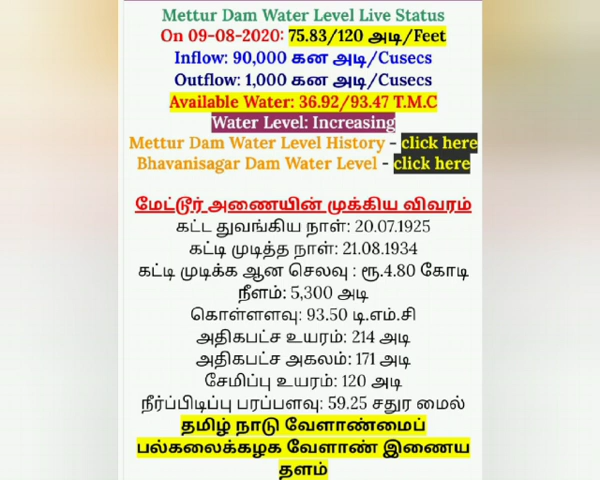 Mettur Dam Water Level Live Status
On 09-08-2020: 75.83/120 அடி/Feet
Inflow: 90,000 கன அடி/Cusecs
Outflow: 1,000 கன அடி/Cusecs
Available Water: 36.92/93.47 T.M.C
Water Level: Increasing
Mettur Dam Water Level History - click here
Bhavanisagar Dam Water Level - click here
மேட்டூர் அணையின் முக்கிய விவரம்
கட்ட துவங்கிய நாள்: 20.07.1925
கட்டி முடித்த நாள்: 21.08.1934
கட்டி முடிக்க ஆன செலவு : ரூ.4.80 கோடி
நீளம்: 5,300 அடி
கொள்ளளவு: 93.50 டி.எம்.சி
அதிகபட்ச உயரம்: 214 அடி
அதிகபட்ச அகலம்: 171 அடி
சேமிப்பு உயரம்: 120 அடி
நீர்ப்பிடிப்பு பரப்பளவு: 59.25 சதுர மைல்
தமிழ் நாடு வேளாண்மைப்
பல்கலைக்கழக வேளாண் இணைய
தளம்